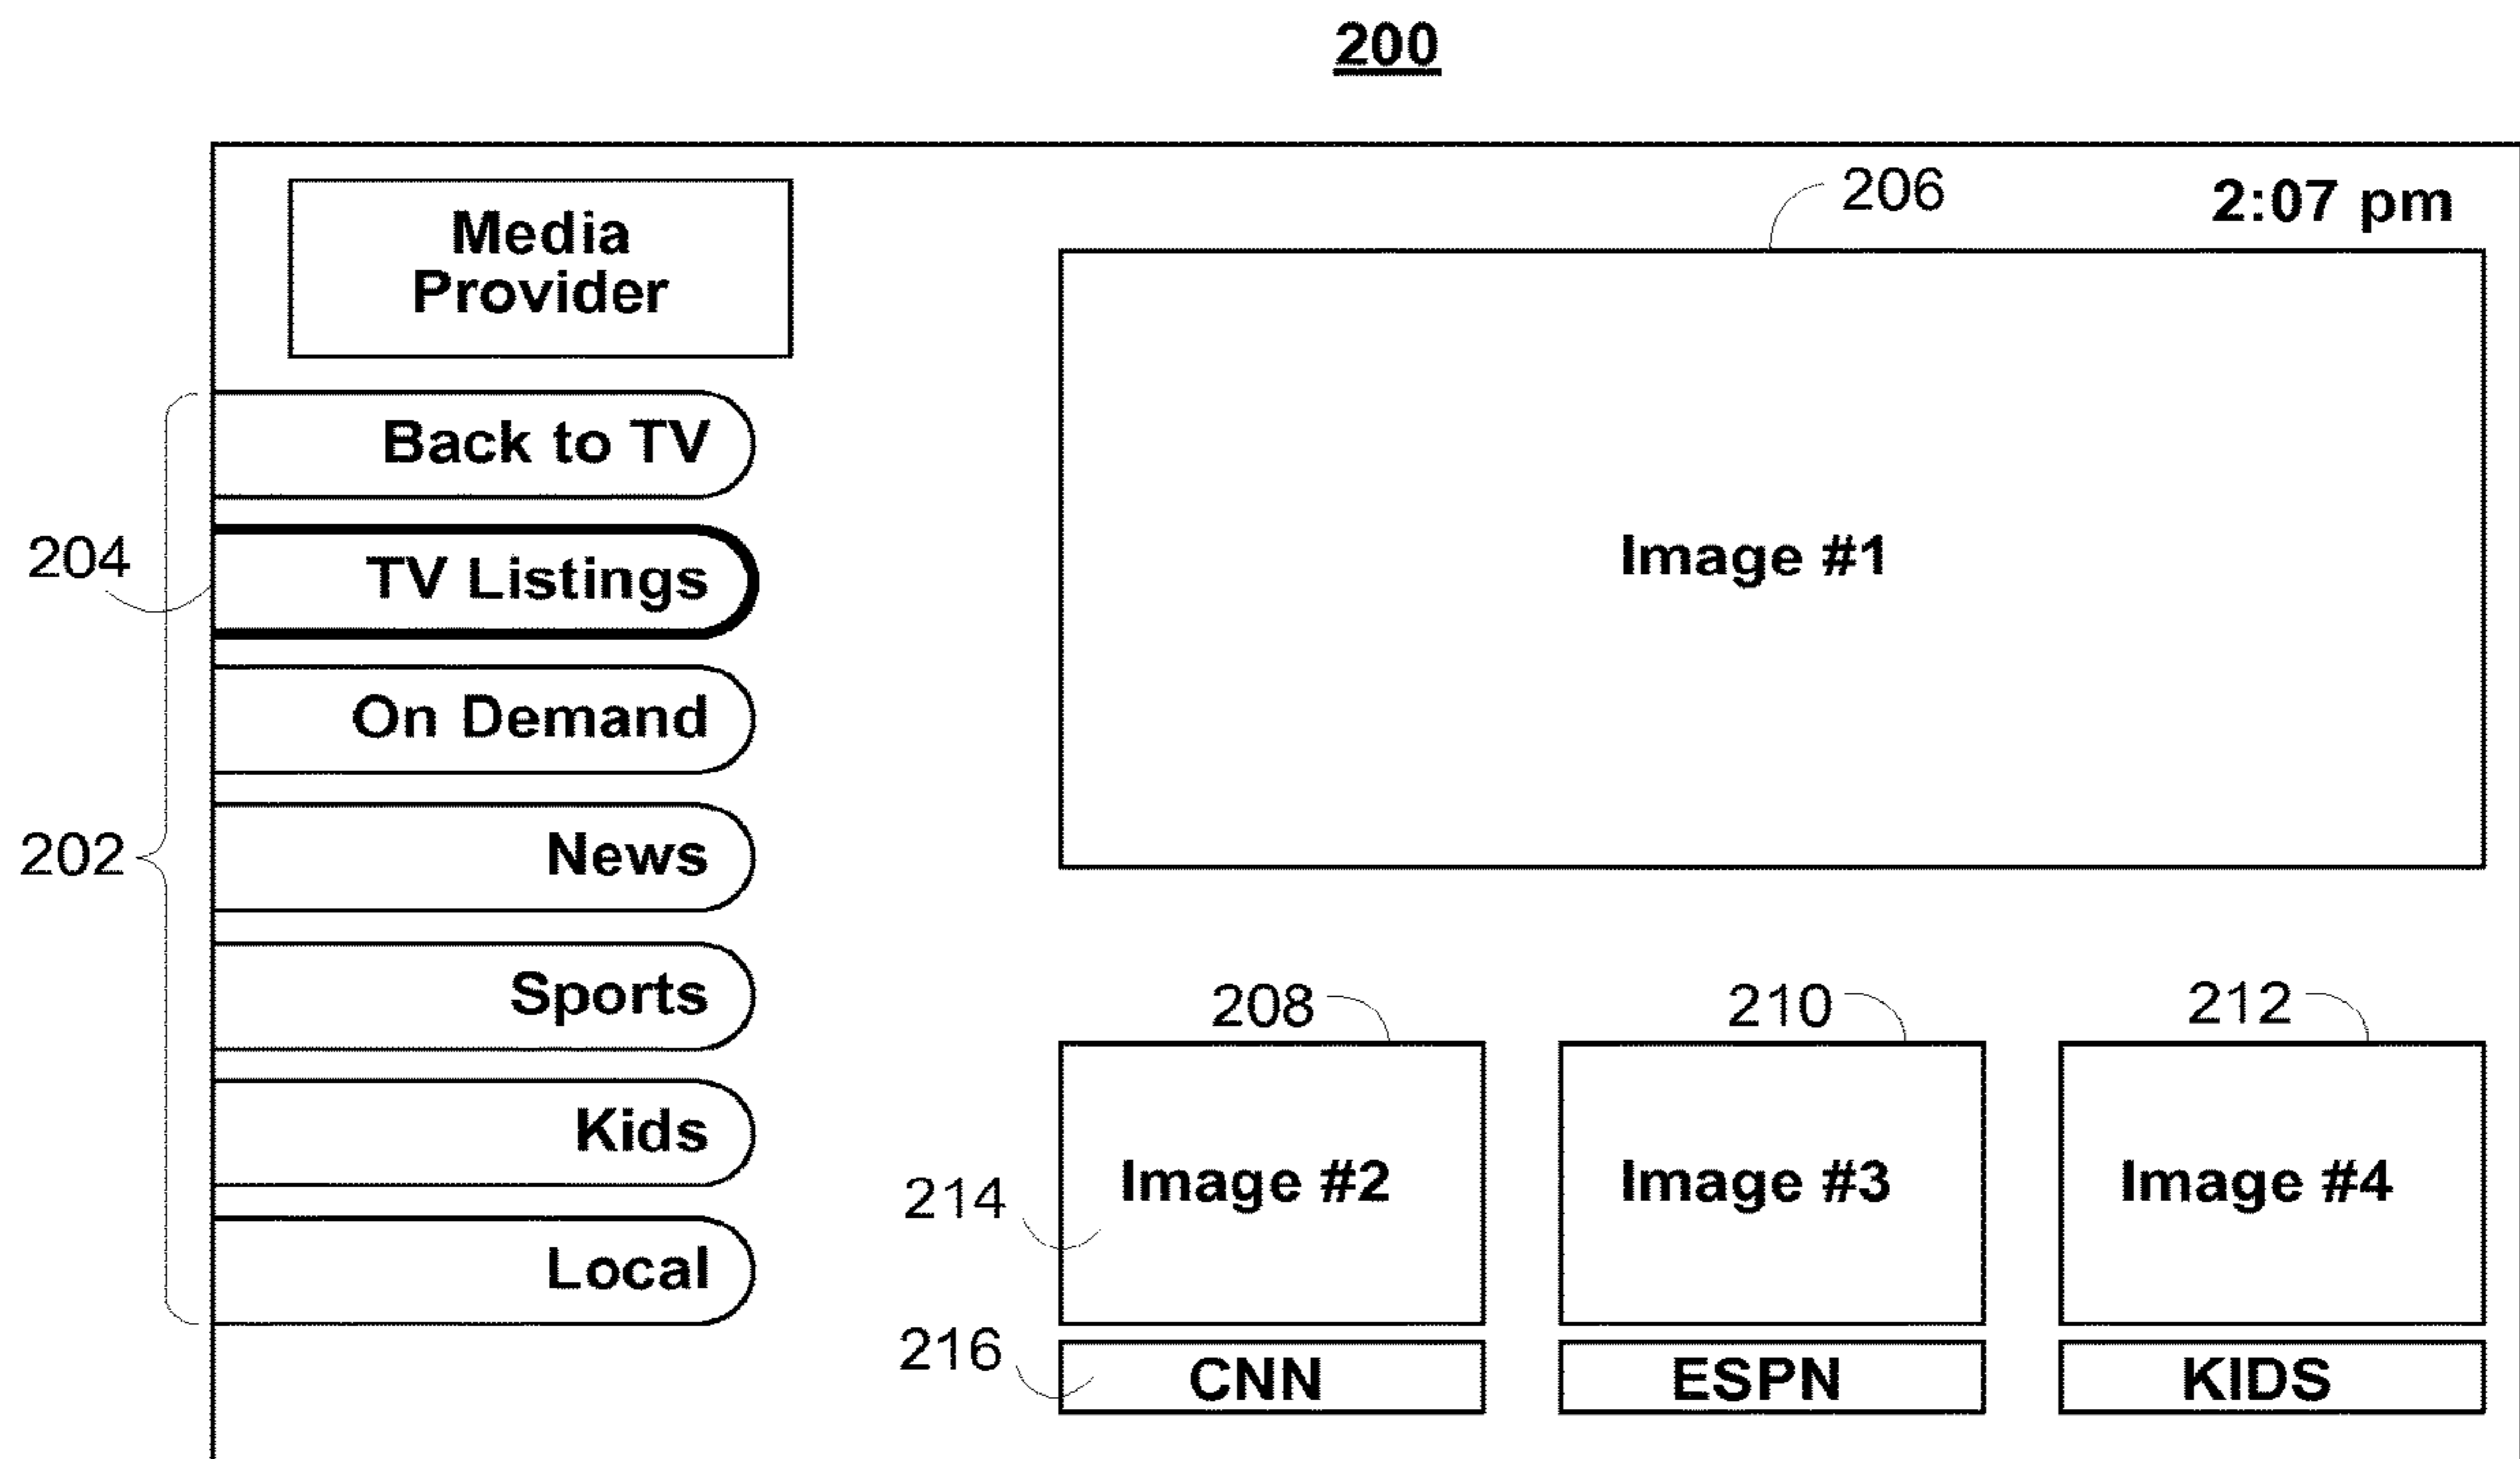 200
206
2:07 pm
Media
Provider
Back to TV
204
TV Listings
Image #1
On Demand
202
News
Sports
208
210
212
Kids
214
Image #2
Image #3
Image #4
Local
216
CNN
ESPN
KIDS